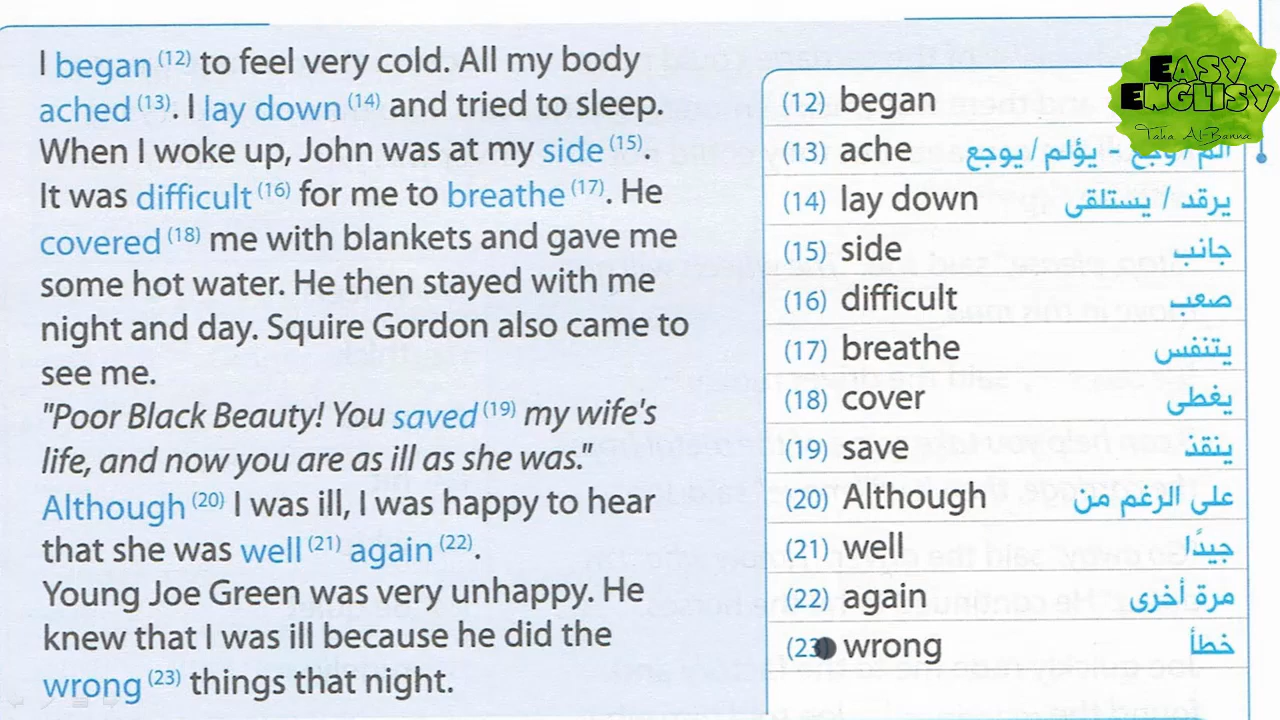 I began (12) to feel very cold. All my body
ached (13). I lay down (14) and tried to sleep.
When I woke up, John was at my side (15).
It was difficult (16) for me to breathe (17). He
covered (18) me with blankets and gave me
some hot water. He then stayed with me
night and day. Squire Gordon also came to
see me.
"Poor Black Beauty! You saved (19) my wife's
life, and now you are as ill as she was."
Although (20) I was ill, I was happy to hear
that she was well (21) again (22).
Young Joe Green was very unhappy. He
knew that I was ill because he did the
wrong (23) things that night.
EASY
ENGLISY
Taha Al-Banna
(12) began
(13) ache يؤلم / يوجع
(14) lay down يرقد / يستلقى
(15) side جانب
(16) difficult صعب
(17) breathe يتنفس
(18) cover يغطى
(19) save ينقذ
(20) Although على الرغم من
(21) well جيدًا
(22) again مرة أخرى
(23 wrong خطأ